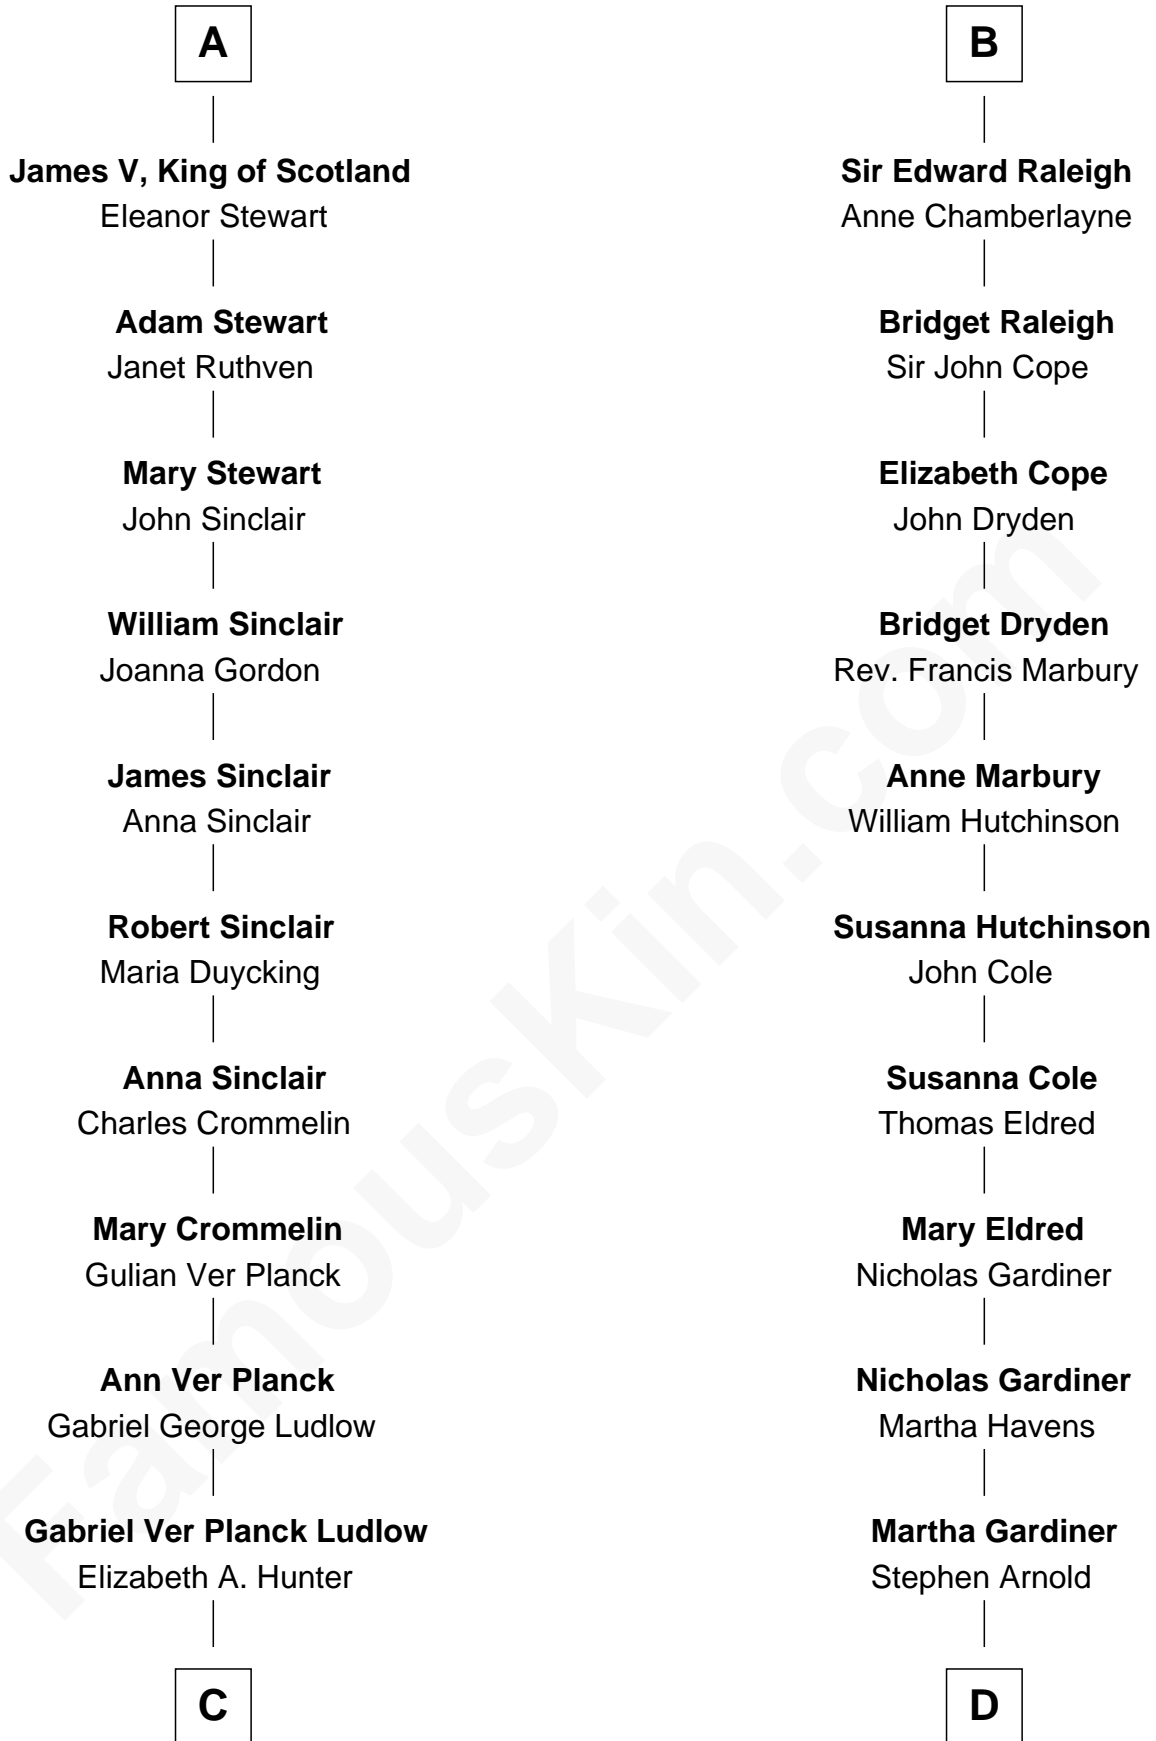 A
James V, King of Scotland
Eleanor Stewart
Adam Stewart
Janet Ruthven
Mary Stewart
John Sinclair
William Sinclair
Joanna Gordon
James Sinclair
Anna Sinclair
Robert Sinclair
Maria Duycking
Anna Sinclair
Charles Crommelin
Mary Crommelin
Gulian Ver Planck
Ann Ver Planck
Gabriel George Ludlow
Gabriel Ver Planck Ludlow
Elizabeth A. Hunter
C
B
Sir Edward Raleigh
Anne Chamberlayne
Bridget Raleigh
Sir John Cope
Elizabeth Cope
John Dryden
Bridget Dryden
Rev. Francis Marbury
Anne Marbury
William Hutchinson
Susanna Hutchinson
John Cole
Susanna Cole
Thomas Eldred
Mary Eldred
Nicholas Gardiner
Nicholas Gardiner
Martha Havens
Martha Gardiner
Stephen Arnold
D
FamousKin.com